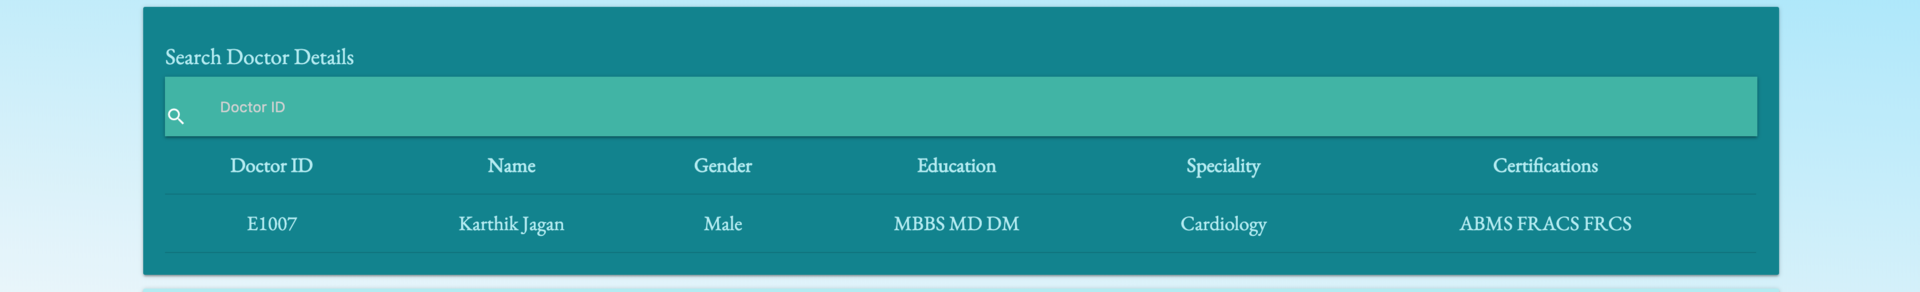 Search Doctor Details
Doctor ID
Doctor ID Name Gender Education Speciality Certifications
E1007 Karthik Jagan Male MBBS MD DM Cardiology ABMS FRACS FRCS